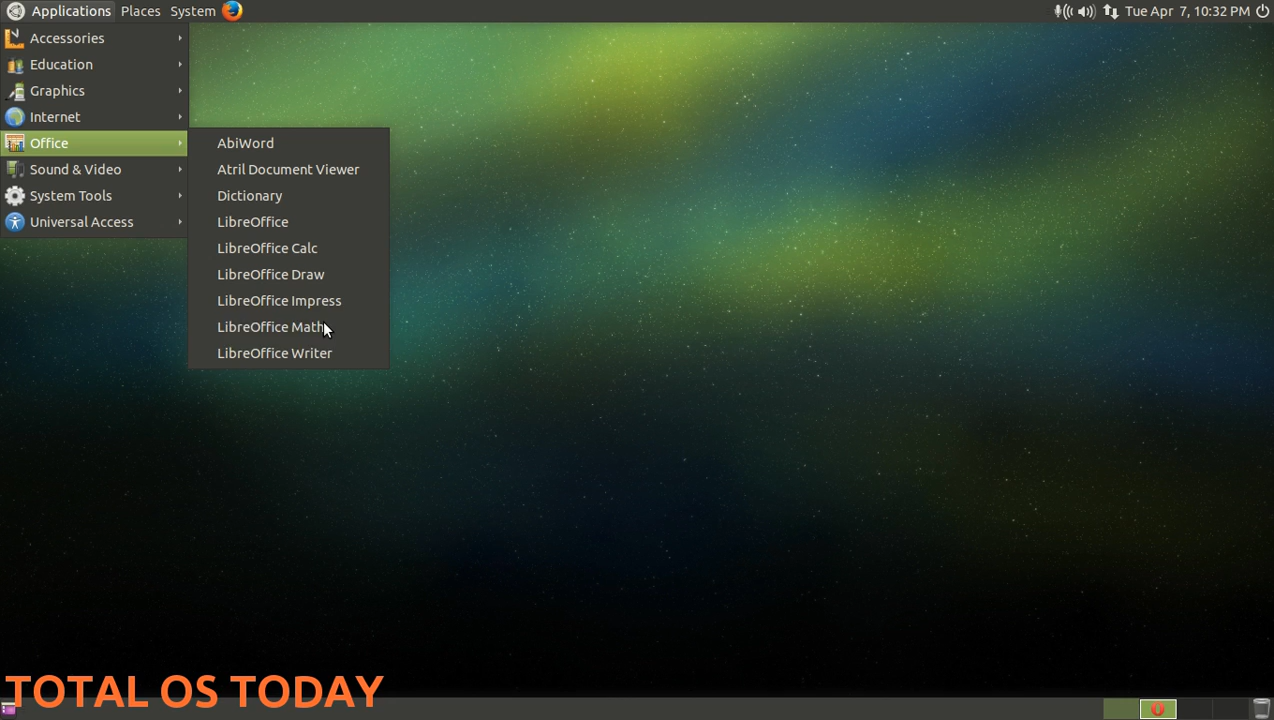 Applications Places System Tue Apr 7, 10:32 PM
Accessories
Education
Graphics
Internet
Office
Sound & Video
System Tools
Universal Access
AbiWord
Atril Document Viewer
Dictionary
LibreOffice
LibreOffice Calc
LibreOffice Draw
LibreOffice Impress
LibreOffice Math
LibreOffice Writer
TOTAL OS TODAY